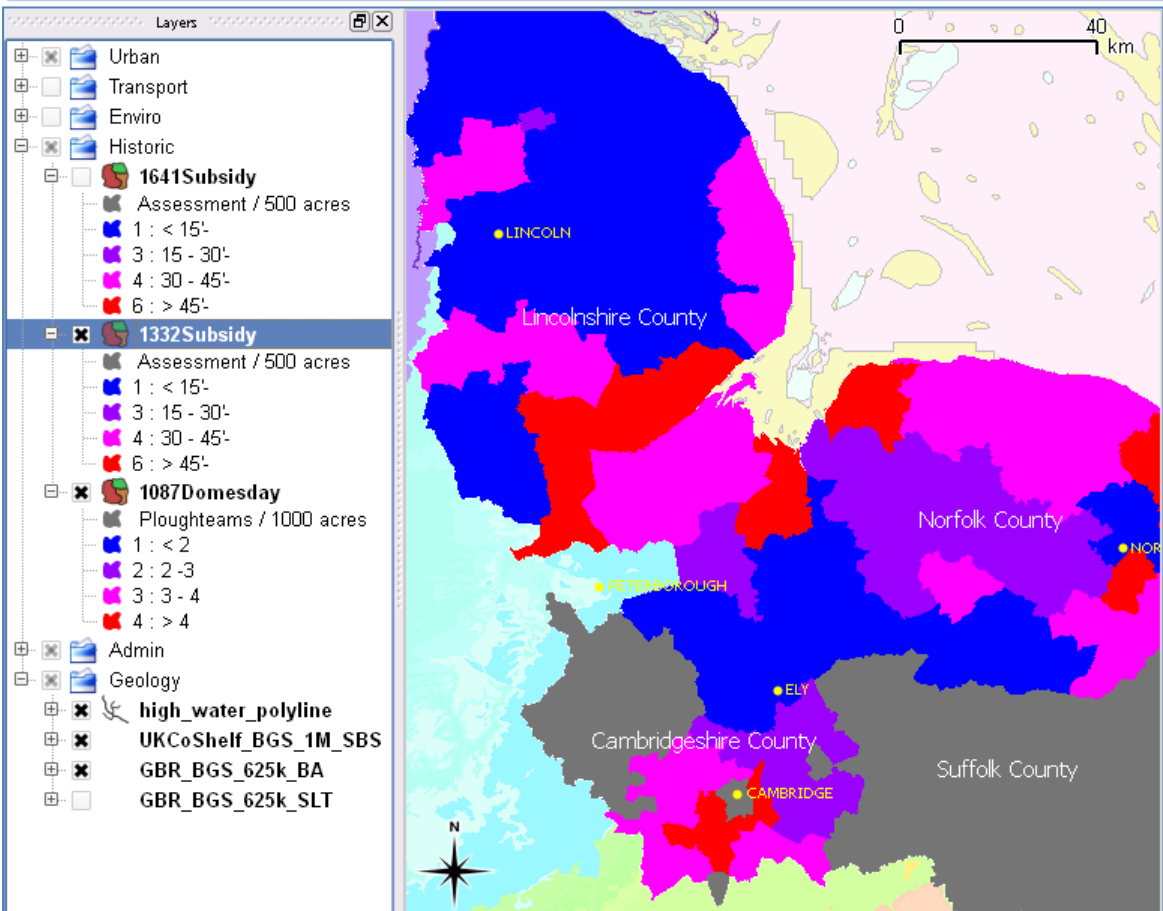 Layers
Urban
Transport
Enviro
Historic
1641Subsidy
Assessment / 500 acres
1 : < 15'-
3 : 15 - 30'-
4 : 30 - 45'-
6 : > 45'-
1332Subsidy
Assessment / 500 acres
1 : < 15'-
3 : 15 - 30'-
4 : 30 - 45'-
6 : > 45'-
1087Domesday
Ploughteams / 1000 acres
1 : < 2
2 : 2 -3
3 : 3 - 4
4 : > 4
Admin
Geology
high_water_polyline
UKCoShelf_BGS_1M_SBS
GBR_BGS_625k_BA
GBR_BGS_625k_SLT
0 40
km
LINCOLN
Lincolnshire County
Norfolk County
NOR
PETERBOROUGH
ELY
Cambridgeshire County
Suffolk County
CAMBRIDGE
N